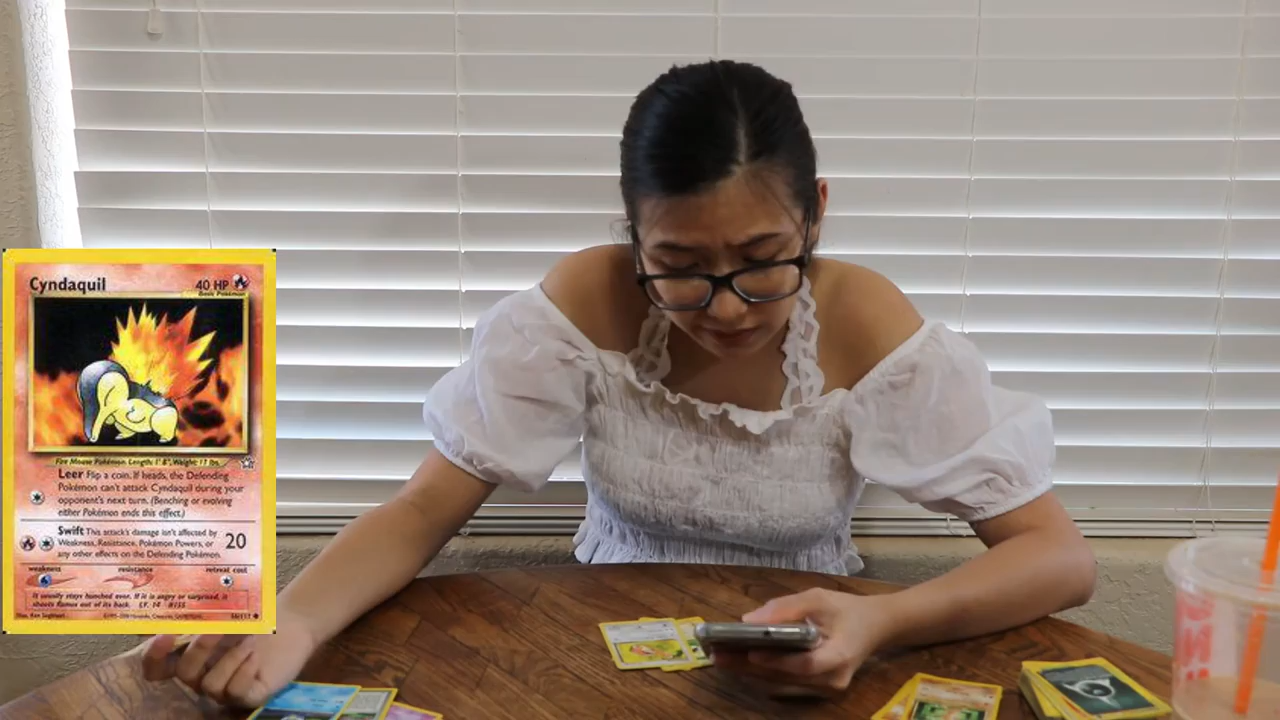 Cyndaquil 40 HP
Basic Pokémon
Fire Mouse Pokémon. Length: 1' 8", Weight: 17 lbs.
Leer Flip a coin. If heads, the Defending
Pokémon can't attack Cyndaquil during your
opponent's next turn. (Benching or evolving
either Pokémon ends this effect.)
Swift This attack's damage isn't affected by
Weakness, Resistance, Pokémon Powers, or
any other effects on the Defending Pokémon.
20
weakness resistance retreat cost
It usually stays hunched over. If it is angry or surprised, it
shoots flames out of its back. LV. 14 #155